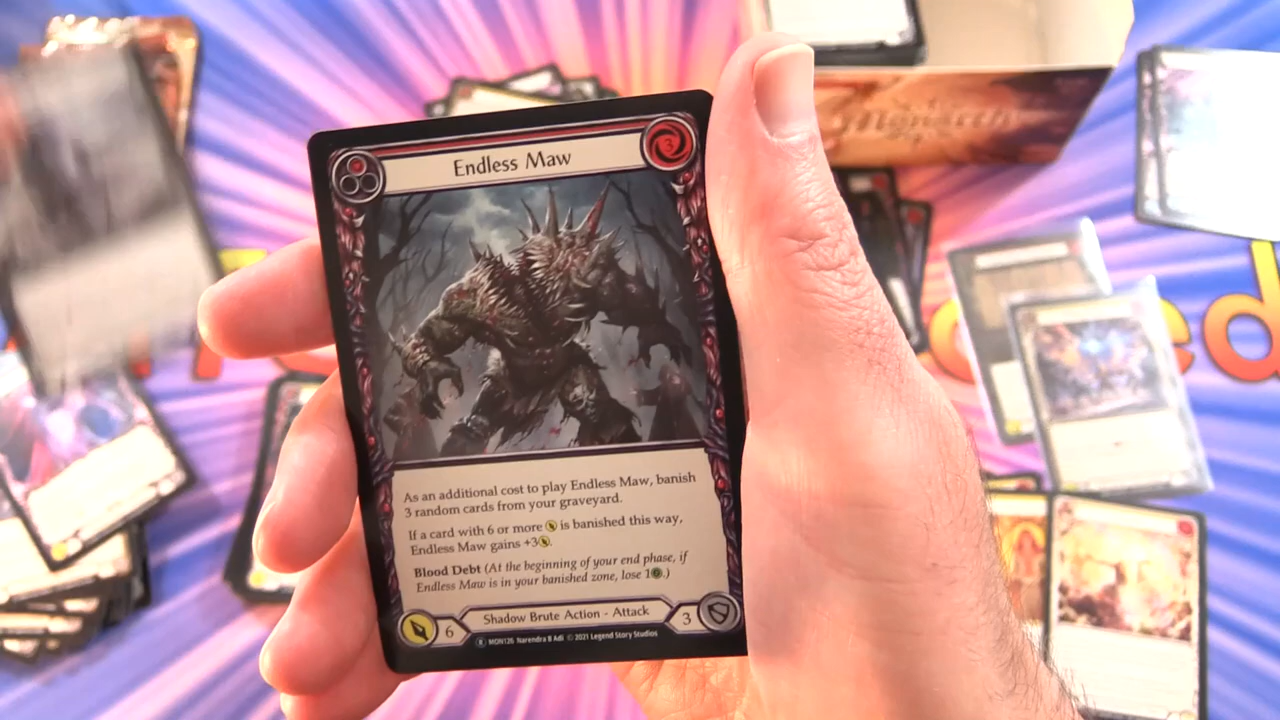 Endless Maw
3
As an additional cost to play Endless Maw, banish
3 random cards from your graveyard.
If a card with 6 or more is banished this way,
Endless Maw gains +3.
Blood Debt (At the beginning of your end phase, if
Endless Maw is in your banished zone, lose 1.)
6
Shadow Brute Action - Attack
3
R MON126 Narendra B Adi © 2021 Legend Story Studios
Monarch
ed